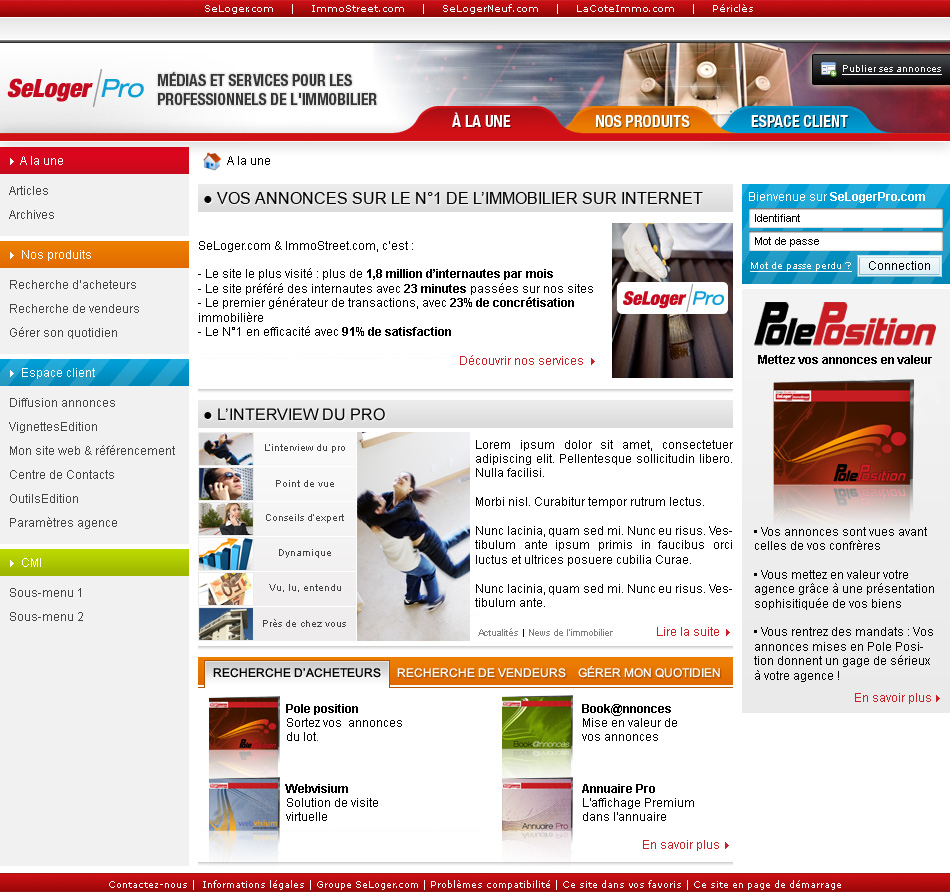 SeLoger.com | ImmoStreet.com | SeLogerNeuf.com | LaCoteImmo.com | Périclès
SeLoger Pro
MÉDIAS ET SERVICES POUR LES
PROFESSIONNELS DE L'IMMOBILIER
Publier ses annonces
À LA UNE
NOS PRODUITS
ESPACE CLIENT
A la une
Articles
Archives
Nos produits
Recherche d'acheteurs
Recherche de vendeurs
Gérer son quotidien
Espace client
Diffusion annonces
VignettesEdition
Mon site web & référencement
Centre de Contacts
OutilsEdition
Paramètres agence
CMI
Sous-menu 1
Sous-menu 2
A la une
● VOS ANNONCES SUR LE N°1 DE L'IMMOBILIER SUR INTERNET
SeLoger.com & ImmoStreet.com, c'est :
- Le site le plus visité : plus de 1,8 million d'internautes par mois
- Le site préféré des internautes avec 23 minutes passées sur nos sites
- Le premier générateur de transactions, avec 23% de concrétisation
immobilière
- Le N°1 en efficacité avec 91% de satisfaction
Découvrir nos services
SeLoger Pro
● L'INTERVIEW DU PRO
L'interview du pro
Point de vue
Conseils d'expert
Dynamique
Vu, lu, entendu
Près de chez vous
Lorem ipsum dolor sit amet, consectetuer
adipiscing elit. Pellentesque sollicitudin libero.
Nulla facilisi.
Morbi nisl. Curabitur tempor rutrum lectus.
Nunc lacinia, quam sed mi. Nunc eu risus. Ves-
tibulum ante ipsum primis in faucibus orci
luctus et ultrices posuere cubilia Curae.
Nunc lacinia, quam sed mi. Nunc eu risus. Ves-
tibulum ante.
Actualités | News de l'immobilier
Lire la suite
RECHERCHE D'ACHETEURS
RECHERCHE DE VENDEURS
GÉRER MON QUOTIDIEN
Pole Position
Pole position
Sortez vos annonces
du lot.
Book@nnonces
Book@nnonces
Mise en valeur de
vos annonces
webvisium
Webvisium
Solution de visite
virtuelle
Annuaire Pro
Annuaire Pro
L'affichage Premium
dans l'annuaire
En savoir plus
Bienvenue sur SeLogerPro.com
Identifiant
Mot de passe
Mot de passe perdu ?
Connection
PolePosition
Mettez vos annonces en valeur
PolePosition
▪ Vos annonces sont vues avant
celles de vos confrères
▪ Vous mettez en valeur votre
agence grâce à une présentation
sophisitiquée de vos biens
▪ Vous rentrez des mandats : Vos
annonces mises en Pole Posi-
tion donnent un gage de sérieux
à votre agence !
En savoir plus
Contactez-nous | Informations légales | Groupe SeLoger.com | Problèmes compatibilité | Ce site dans vos favoris | Ce site en page de démarrage